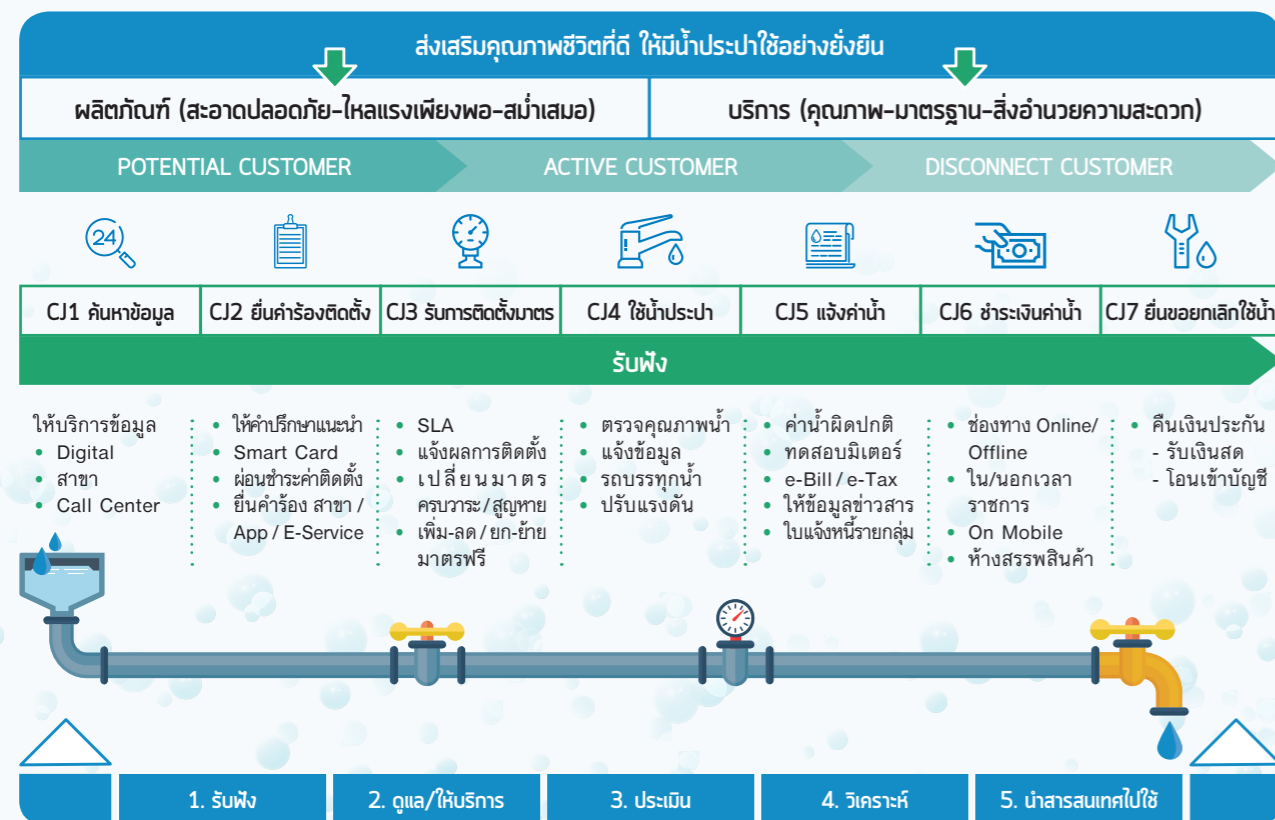 ส่งเสริมคุณภาพชีวิตที่ดี ให้มีน้ำประปาใช้อย่างยั่งยืน
ผลิตภัณฑ์ (สะอาดปลอดภัย-ไหลแรงเพียงพอ-สม่ำเสมอ)
บริการ (คุณภาพ-มาตรฐาน-สิ่งอำนวยความสะดวก)
POTENTIAL CUSTOMER
ACTIVE CUSTOMER
DISCONNECT CUSTOMER
24
CJ1 ค้นหาข้อมูล
CJ2 ยื่นคำร้องติดตั้ง
CJ3 รับการติดตั้งมาตร
CJ4 ใช้น้ำประปา
CJ5 แจ้งค่าน้ำ
CJ6 ชำระเงินค่าน้ำ
CJ7 ยื่นขอยกเลิกใช้น้ำ
รับฟัง
ให้บริการข้อมูล
• Digital
• สาขา
• Call Center
• ให้คำปรึกษาแนะนำ
• Smart Card
• ผ่อนชำระค่าติดตั้ง
• ยื่นคำร้อง สาขา /
App / E-Service
• SLA
• แจ้งผลการติดตั้ง
• เปลี่ยนมาตร
ครบวาระ/สูญหาย
• เพิ่ม-ลด/ยก-ย้าย
มาตรฟรี
• ตรวจคุณภาพน้ำ
• แจ้งข้อมูล
• รถบรรทุกน้ำ
• ปรับแรงดัน
• ค่าน้ำผิดปกติ
• ทดสอบมิเตอร์
• e-Bill / e-Tax
• ให้ข้อมูลข่าวสาร
• ใบแจ้งหนี้รายกลุ่ม
• ช่องทาง Online/
Offline
• ใน/นอกเวลา
ราชการ
• On Mobile
• ห้างสรรพสินค้า
• คืนเงินประกัน
- รับเงินสด
- โอนเข้าบัญชี
1. รับฟัง
2. ดูแล/ให้บริการ
3. ประเมิน
4. วิเคราะห์
5. นำสารสนเทศไปใช้